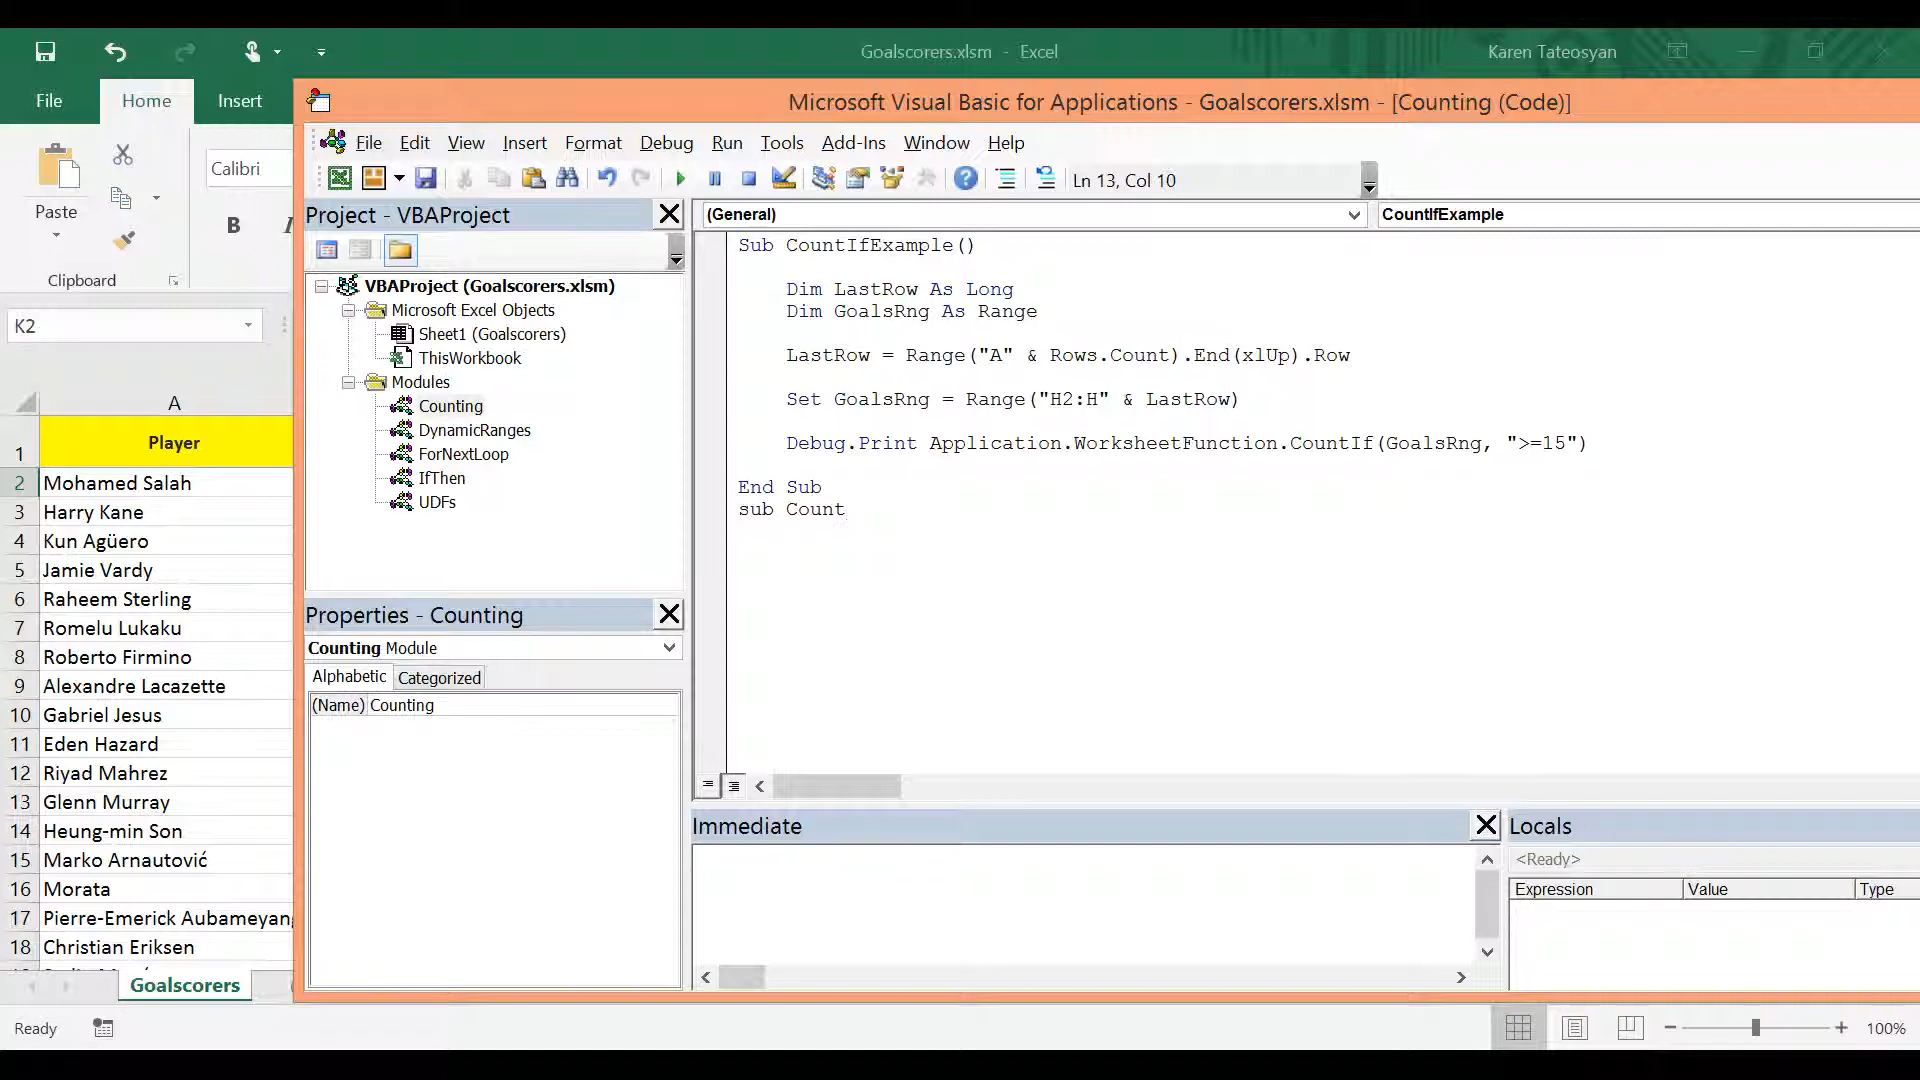 Goalscorers.xlsm - Excel
Karen Tateosyan
File
Home
Insert
Calibri
Paste
B
I
Clipboard
K2
Microsoft Visual Basic for Applications - Goalscorers.xlsm - [Counting (Code)]
File Edit View Insert Format Debug Run Tools Add-Ins Window Help
Ln 13, Col 10
Project - VBAProject
VBAProject (Goalscorers.xlsm)
Microsoft Excel Objects
Sheet1 (Goalscorers)
ThisWorkbook
Modules
Counting
DynamicRanges
ForNextLoop
IfThen
UDFs
Properties - Counting
Counting Module
Alphabetic Categorized
(Name) Counting
(General)
CountIfExample
Sub CountIfExample()
Dim LastRow As Long
Dim GoalsRng As Range
LastRow = Range("A" & Rows.Count).End(xlUp).Row
Set GoalsRng = Range("H2:H" & LastRow)
Debug.Print Application.WorksheetFunction.CountIf(GoalsRng, ">=15")
End Sub
sub Count
Immediate
Locals
<Ready>
Expression Value Type
A
1 Player
2 Mohamed Salah
3 Harry Kane
4 Kun Agüero
5 Jamie Vardy
6 Raheem Sterling
7 Romelu Lukaku
8 Roberto Firmino
9 Alexandre Lacazette
10 Gabriel Jesus
11 Eden Hazard
12 Riyad Mahrez
13 Glenn Murray
14 Heung-min Son
15 Marko Arnautović
16 Morata
17 Pierre-Emerick Aubameyang
18 Christian Eriksen
Goalscorers
Ready
100%